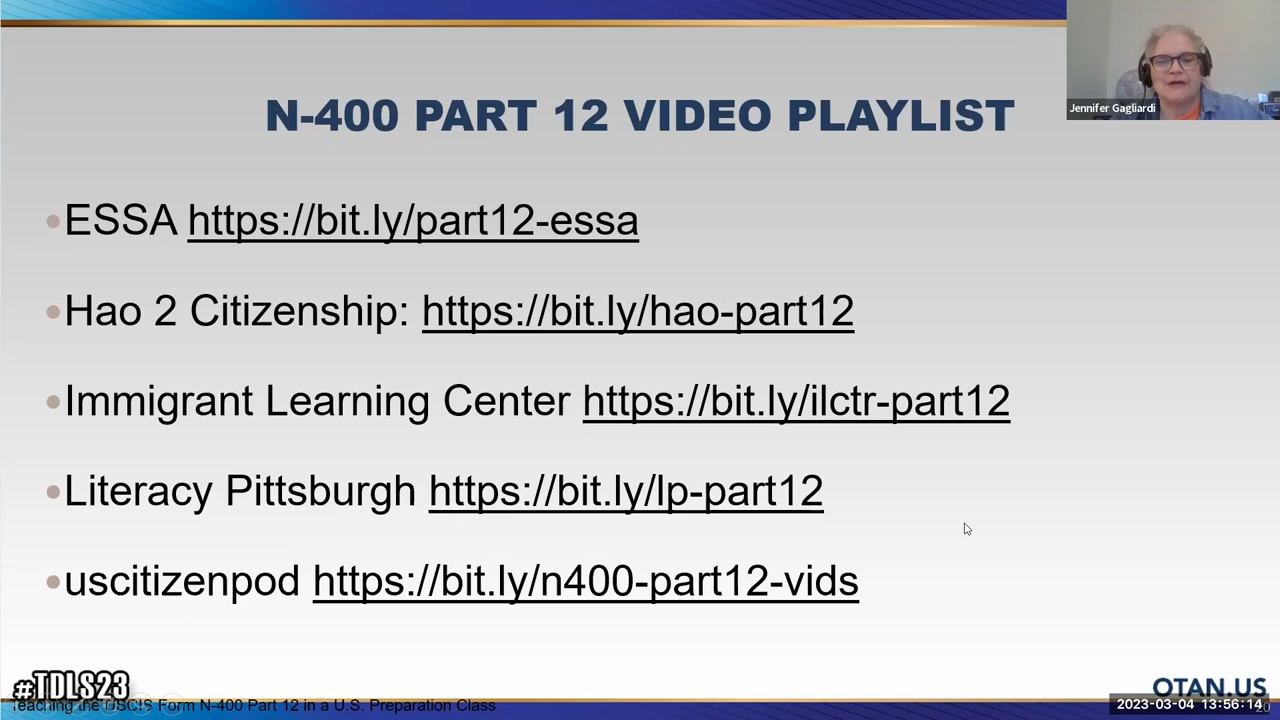 N-400 PART 12 VIDEO PLAYLIST
Jennifer Gagliardi
•ESSA https://bit.ly/part12-essa
•Hao 2 Citizenship: https://bit.ly/hao-part12
•Immigrant Learning Center https://bit.ly/ilctr-part12
•Literacy Pittsburgh https://bit.ly/lp-part12
•uscitizenpod https://bit.ly/n400-part12-vids
#TDLS23
Teaching the USCIS Form N-400 Part 12 in a U.S. Preparation Class
OTAN.US
2023-03-04 13:56:14